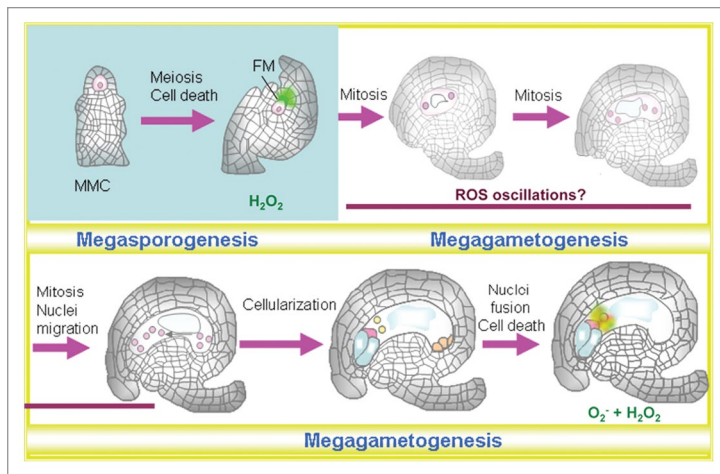 Meiosis
Cell death
FM
MMC
H₂O₂
Mitosis
Mitosis
ROS oscillations?
Megasporogenesis
Megagametogenesis
Mitosis
Nuclei
migration
Cellularization
Nucloi
fusion
Cell death
O₂⁻ + H₂O₂
Megagametogenesis